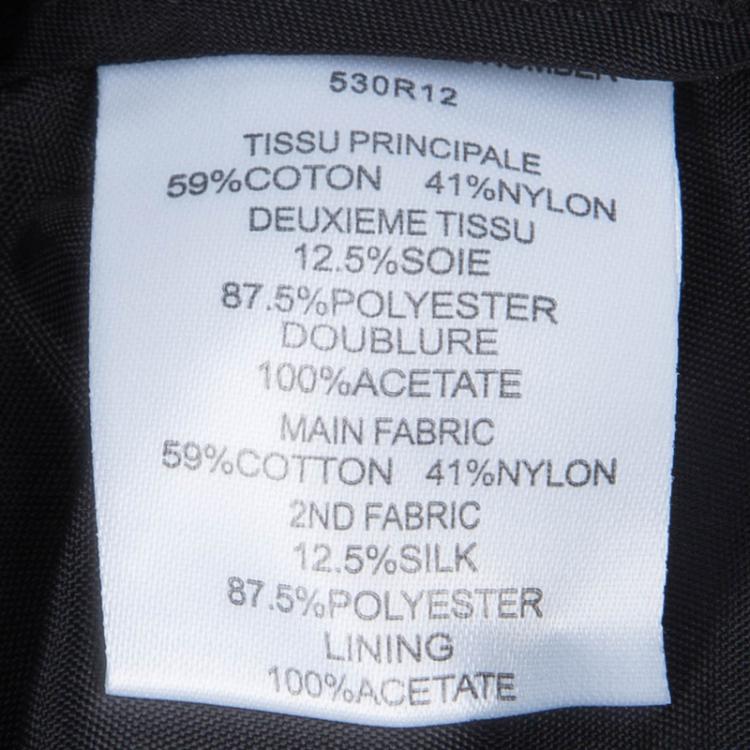 NUMBER
530R12
TISSU PRINCIPALE
59%COTON 41%NYLON
DEUXIEME TISSU
12.5%SOIE
87.5%POLYESTER
DOUBLURE
100%ACETATE
MAIN FABRIC
59%COTTON 41%NYLON
2ND FABRIC
12.5%SILK
87.5%POLYESTER
LINING
100%ACETATE